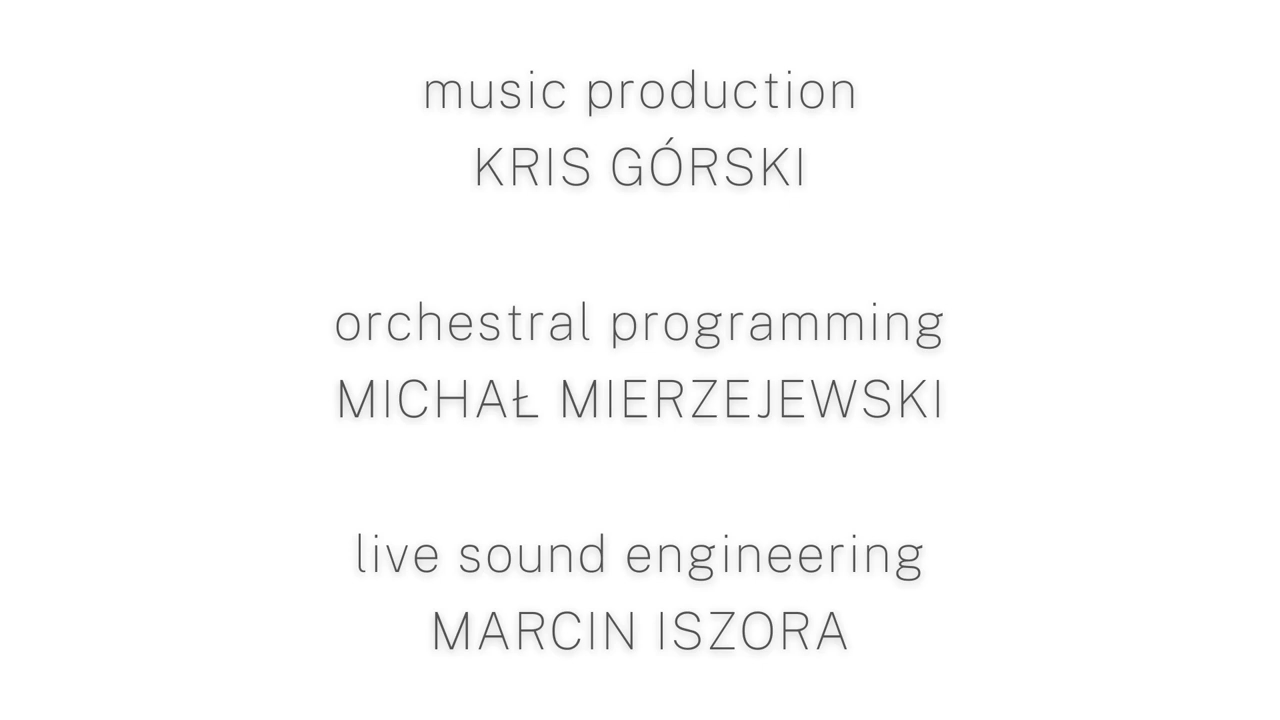 music production
KRIS GÓRSKI
orchestral programming
MICHAŁ MIERZEJEWSKI
live sound engineering
MARCIN ISZORA